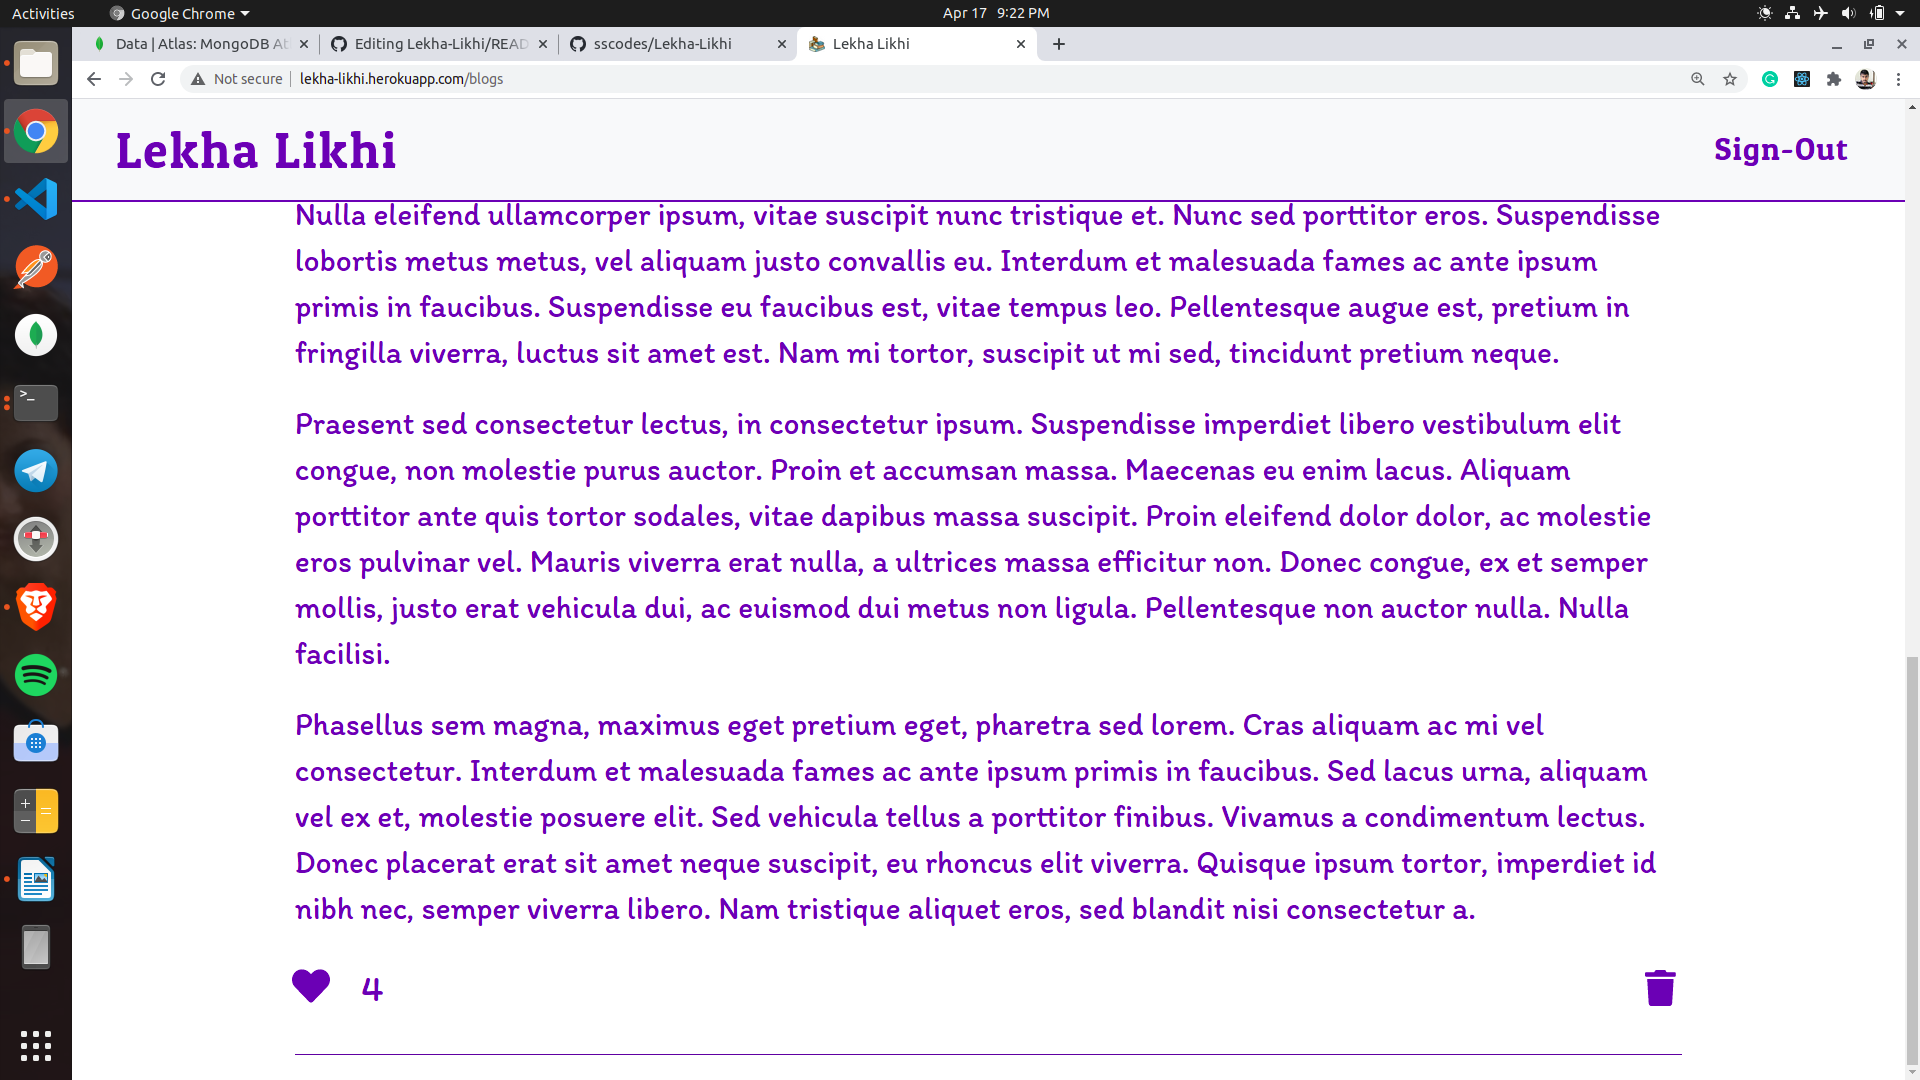 Activities
Google Chrome
Apr 17 9:22 PM
Data | Atlas: MongoDB At
Editing Lekha-Likhi/READ
sscodes/Lekha-Likhi
Lekha Likhi
Not secure
lekha-likhi.herokuapp.com/blogs
Lekha Likhi
Sign-Out
Nulla eleifend ullamcorper ipsum, vitae suscipit nunc tristique et. Nunc sed porttitor eros. Suspendisse
lobortis metus metus, vel aliquam justo convallis eu. Interdum et malesuada fames ac ante ipsum
primis in faucibus. Suspendisse eu faucibus est, vitae tempus leo. Pellentesque augue est, pretium in
fringilla viverra, luctus sit amet est. Nam mi tortor, suscipit ut mi sed, tincidunt pretium neque.
Praesent sed consectetur lectus, in consectetur ipsum. Suspendisse imperdiet libero vestibulum elit
congue, non molestie purus auctor. Proin et accumsan massa. Maecenas eu enim lacus. Aliquam
porttitor ante quis tortor sodales, vitae dapibus massa suscipit. Proin eleifend dolor dolor, ac molestie
eros pulvinar vel. Mauris viverra erat nulla, a ultrices massa efficitur non. Donec congue, ex et semper
mollis, justo erat vehicula dui, ac euismod dui metus non ligula. Pellentesque non auctor nulla. Nulla
facilisi.
Phasellus sem magna, maximus eget pretium eget, pharetra sed lorem. Cras aliquam ac mi vel
consectetur. Interdum et malesuada fames ac ante ipsum primis in faucibus. Sed lacus urna, aliquam
vel ex et, molestie posuere elit. Sed vehicula tellus a porttitor finibus. Vivamus a condimentum lectus.
Donec placerat erat sit amet neque suscipit, eu rhoncus elit viverra. Quisque ipsum tortor, imperdiet id
nibh nec, semper viverra libero. Nam tristique aliquet eros, sed blandit nisi consectetur a.
4